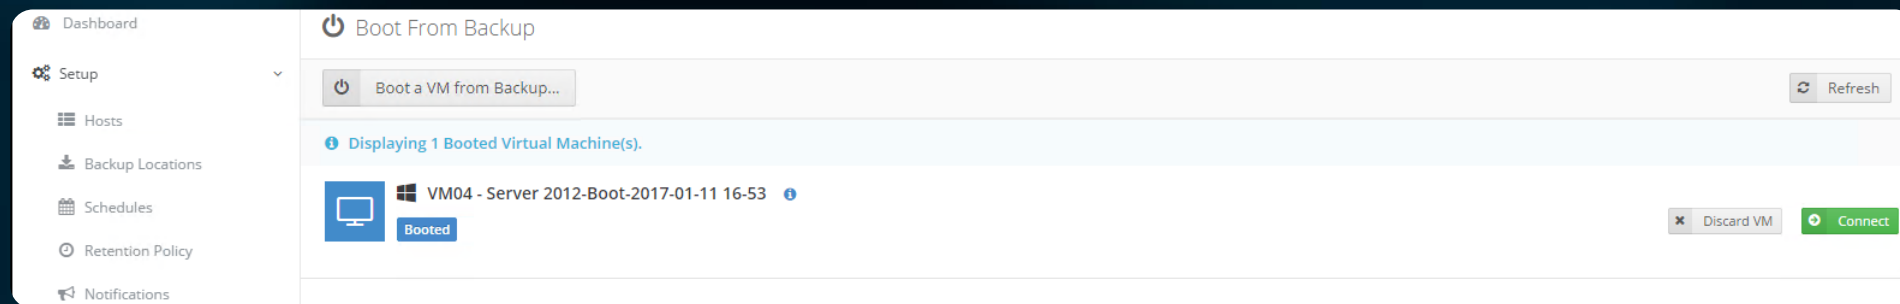 Dashboard
Setup
Hosts
Backup Locations
Schedules
Retention Policy
Notifications
Boot From Backup
Boot a VM from Backup...
Refresh
Displaying 1 Booted Virtual Machine(s).
VM04 - Server 2012-Boot-2017-01-11 16-53
Booted
Discard VM
Connect